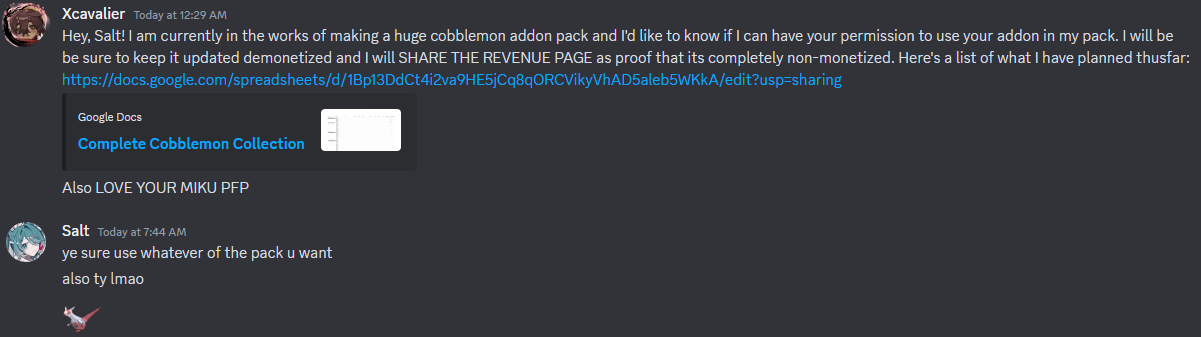 Xcavalier Today at 12:29 AM
Hey, Salt! I am currently in the works of making a huge cobblemon addon pack and I'd like to know if I can have your permission to use your addon in my pack. I will be
be sure to keep it updated demonetized and I will SHARE THE REVENUE PAGE as proof that its completely non-monetized. Here's a list of what I have planned thusfar:
https://docs.google.com/spreadsheets/d/1Bp13DdCt4i2va9HE5jCq8qORCVikyVhAD5aleb5WKkA/edit?usp=sharing
Google Docs
Complete Cobblemon Collection
Also LOVE YOUR MIKU PFP
Salt Today at 7:44 AM
ye sure use whatever of the pack u want
also ty lmao